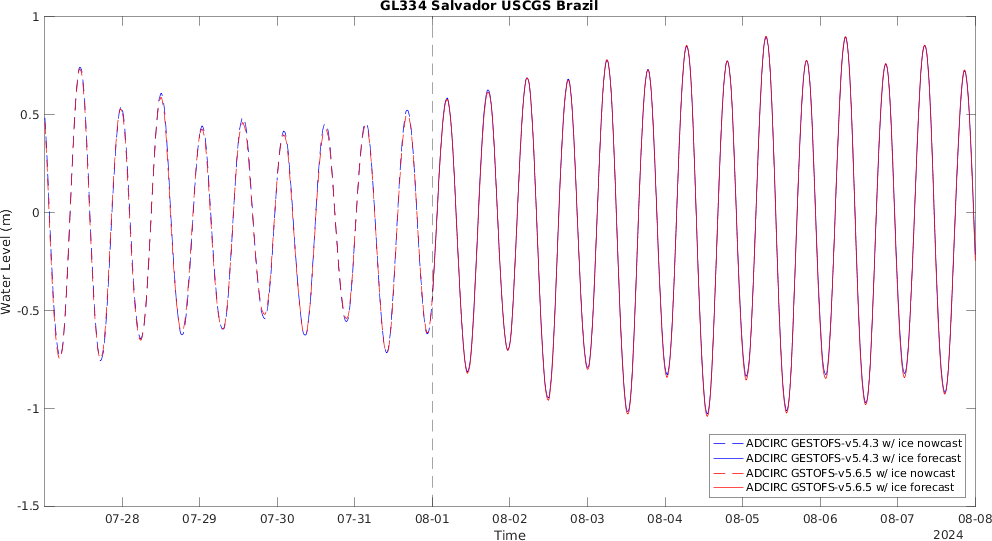 GL334 Salvador USCGS Brazil
1
0.5
0
-0.5
-1
-1.5
Water Level (m)
07-28
07-29
07-30
07-31
08-01
08-02
08-03
08-04
08-05
08-06
08-07
08-08
2024
Time
ADCIRC GESTOFS-v5.4.3 w/ ice nowcast
ADCIRC GESTOFS-v5.4.3 w/ ice forecast
ADCIRC GSTOFS-v5.6.5 w/ ice nowcast
ADCIRC GSTOFS-v5.6.5 w/ ice forecast